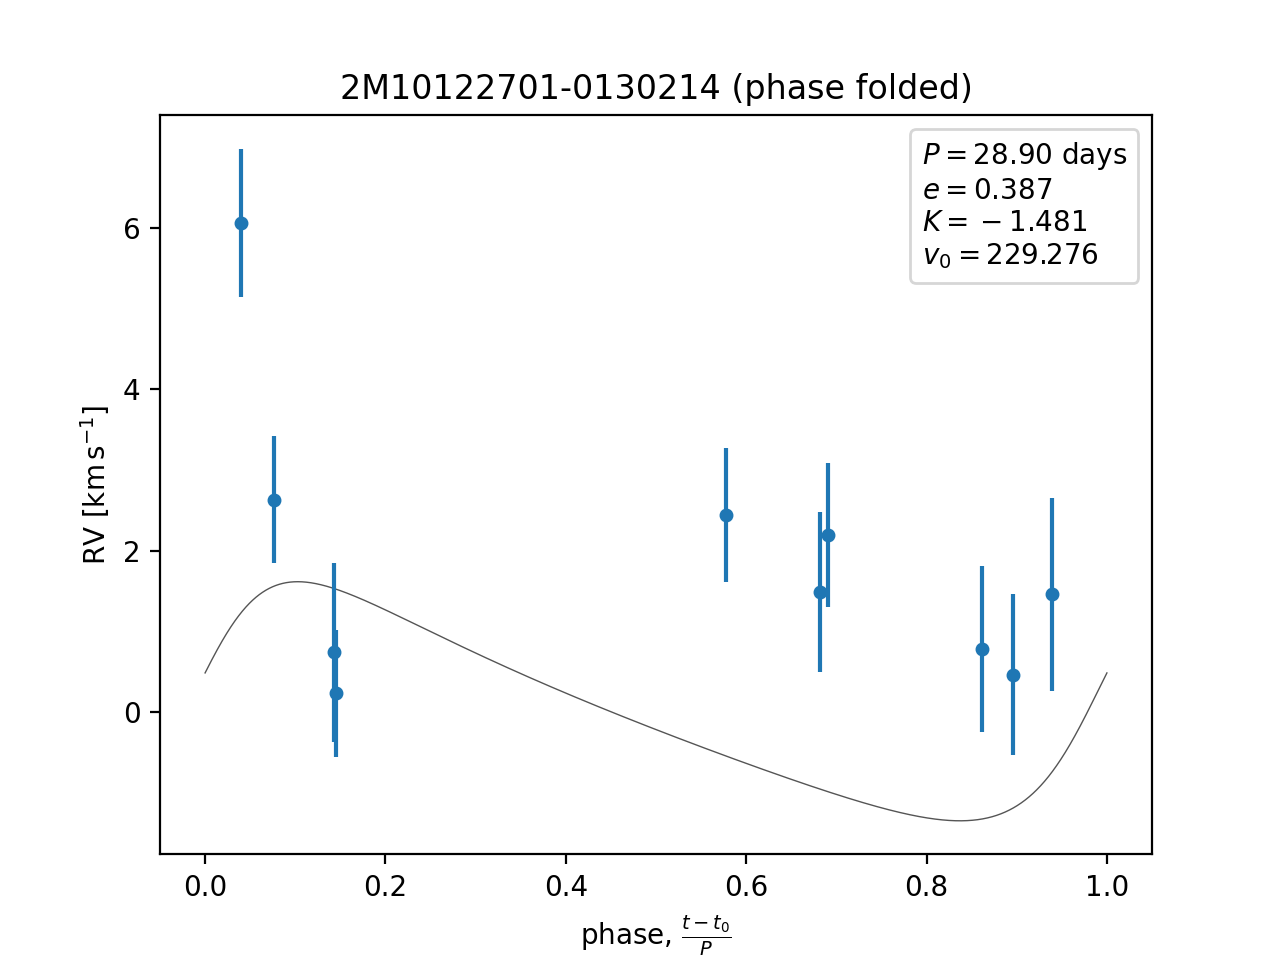 2M10122701-0130214 (phase folded)
P = 28.90 days
e = 0.387
K = −1.481
v₀ = 229.276
RV [km s⁻¹]
6
4
2
0
0.0 0.2 0.4 0.6 0.8 1.0
phase, (t − t₀)/P